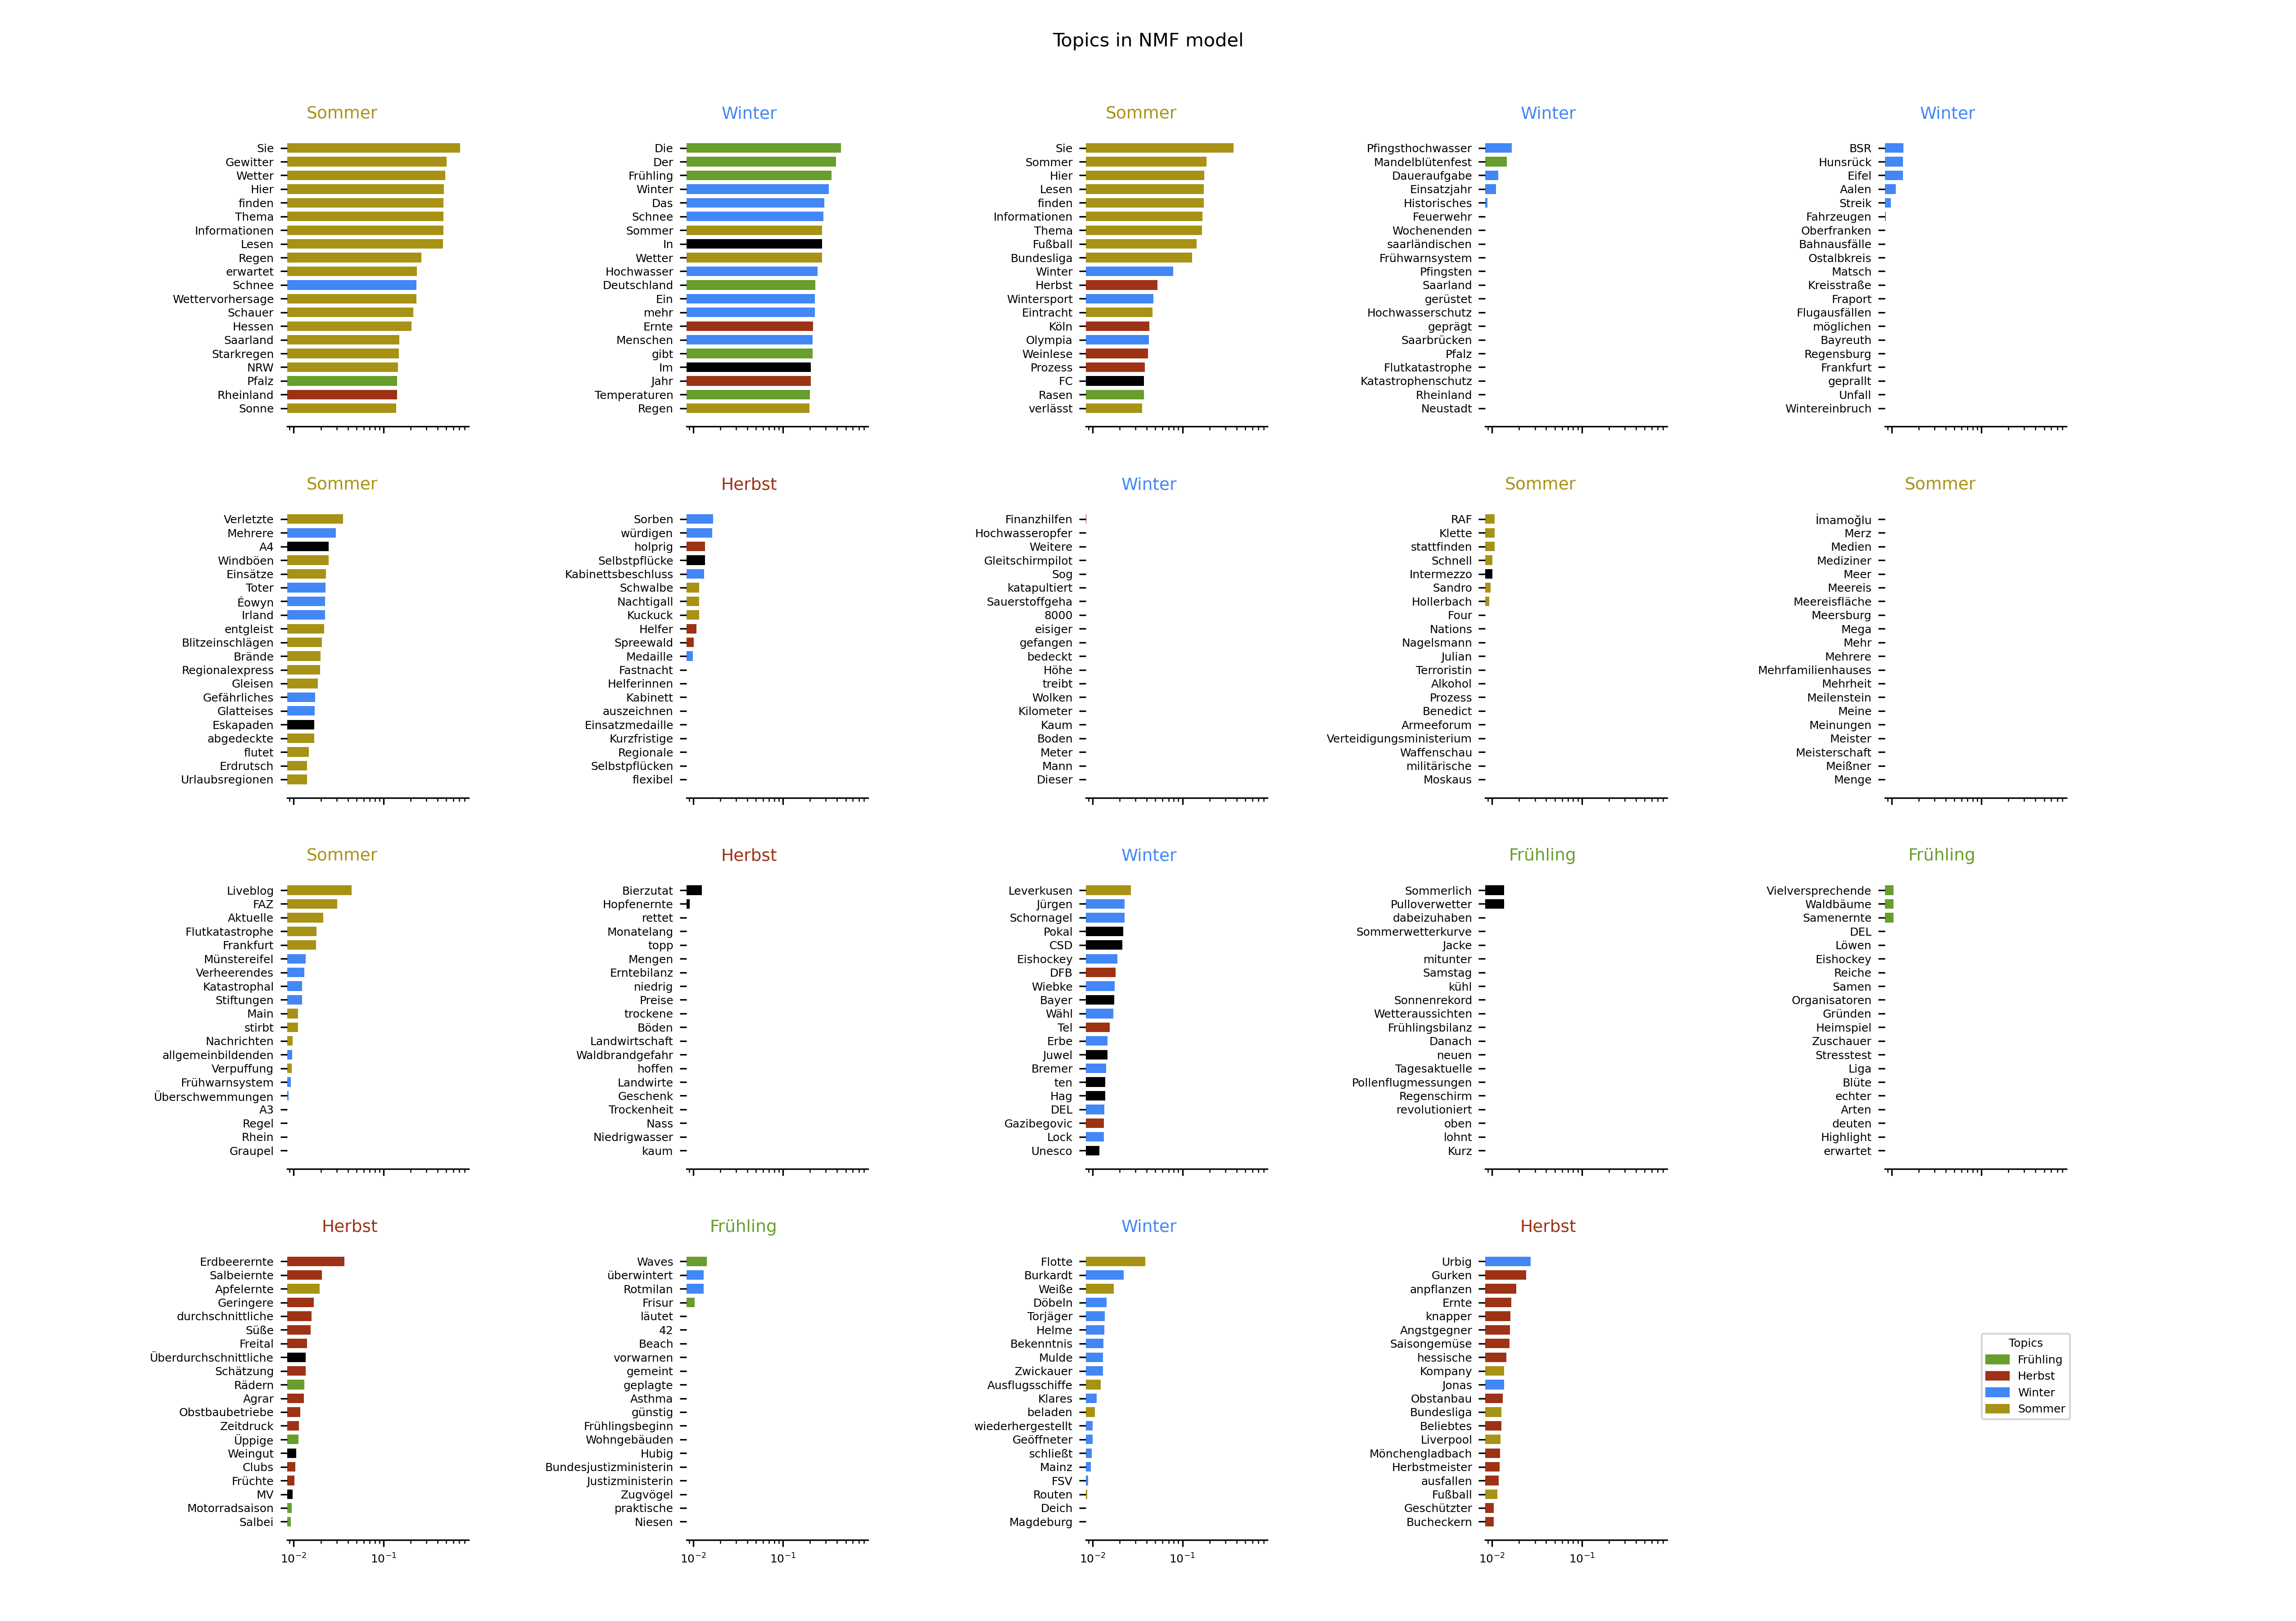 Topics in NMF model
Sommer
Sie
Gewitter
Wetter
Hier
finden
Thema
Informationen
Lesen
Regen
erwartet
Schnee
Wettervorhersage
Schauer
Hessen
Saarland
Starkregen
NRW
Pfalz
Rheinland
Sonne
Winter
Die
Der
Frühling
Winter
Das
Schnee
Sommer
In
Wetter
Hochwasser
Deutschland
Ein
mehr
Ernte
Menschen
gibt
Im
Jahr
Temperaturen
Regen
Sommer
Sie
Sommer
Hier
Lesen
finden
Informationen
Thema
Fußball
Bundesliga
Winter
Herbst
Wintersport
Eintracht
Köln
Olympia
Weinlese
Prozess
FC
Rasen
verlässt
Winter
Pfingsthochwasser
Mandelblütenfest
Daueraufgabe
Einsatzjahr
Historisches
Feuerwehr
Wochenenden
saarländischen
Frühwarnsystem
Pfingsten
Saarland
gerüstet
Hochwasserschutz
geprägt
Saarbrücken
Pfalz
Flutkatastrophe
Katastrophenschutz
Rheinland
Neustadt
Winter
BSR
Hunsrück
Eifel
Aalen
Streik
Fahrzeugen
Oberfranken
Bahnausfälle
Ostalbkreis
Matsch
Kreisstraße
Fraport
Flugausfällen
möglichen
Bayreuth
Regensburg
Frankfurt
geprallt
Unfall
Wintereinbruch
Sommer
Verletzte
Mehrere
A4
Windböen
Einsätze
Toter
Éowyn
Irland
entgleist
Blitzeinschlägen
Brände
Regionalexpress
Gleisen
Gefährliches
Glatteises
Eskapaden
abgedeckte
flutet
Erdrutsch
Urlaubsregionen
Herbst
Sorben
würdigen
holprig
Selbstpflücke
Kabinettsbeschluss
Schwalbe
Nachtigall
Kuckuck
Helfer
Spreewald
Medaille
Fastnacht
Helferinnen
Kabinett
auszeichnen
Einsatzmedaille
Kurzfristige
Regionale
Selbstpflücken
flexibel
Winter
Finanzhilfen
Hochwasseropfer
Weitere
Gleitschirmpilot
Sog
katapultiert
Sauerstoffgeha
8000
eisiger
gefangen
bedeckt
Höhe
treibt
Wolken
Kilometer
Kaum
Boden
Meter
Mann
Dieser
Sommer
RAF
Klette
stattfinden
Schnell
Intermezzo
Sandro
Hollerbach
Four
Nations
Nagelsmann
Julian
Terroristin
Alkohol
Prozess
Benedict
Armeeforum
Verteidigungsministerium
Waffenschau
militärische
Moskaus
Sommer
İmamoğlu
Merz
Medien
Mediziner
Meer
Meereis
Meereisfläche
Meersburg
Mega
Mehr
Mehrere
Mehrfamilienhauses
Mehrheit
Meilenstein
Meine
Meinungen
Meister
Meisterschaft
Meißner
Menge
Sommer
Liveblog
FAZ
Aktuelle
Flutkatastrophe
Frankfurt
Münstereifel
Verheerendes
Katastrophal
Stiftungen
Main
stirbt
Nachrichten
allgemeinbildenden
Verpuffung
Frühwarnsystem
Überschwemmungen
A3
Regel
Rhein
Graupel
Herbst
Bierzutat
Hopfenernte
rettet
Monatelang
topp
Mengen
Erntebilanz
niedrig
Preise
trockene
Böden
Landwirtschaft
Waldbrandgefahr
hoffen
Landwirte
Geschenk
Trockenheit
Nass
Niedrigwasser
kaum
Winter
Leverkusen
Jürgen
Schornagel
Pokal
CSD
Eishockey
DFB
Wiebke
Bayer
Wähl
Tel
Erbe
Juwel
Bremer
ten
Hag
DEL
Gazibegovic
Lock
Unesco
Frühling
Sommerlich
Pulloverwetter
dabeizuhaben
Sommerwetterkurve
Jacke
mitunter
Samstag
kühl
Sonnenrekord
Wetteraussichten
Frühlingsbilanz
Danach
neuen
Tagesaktuelle
Pollenflugmessungen
Regenschirm
revolutioniert
oben
lohnt
Kurz
Frühling
Vielversprechende
Waldbäume
Samenernte
DEL
Löwen
Eishockey
Reiche
Samen
Organisatoren
Gründen
Heimspiel
Zuschauer
Stresstest
Liga
Blüte
echter
Arten
deuten
Highlight
erwartet
Herbst
Erdbeerernte
Salbeiernte
Apfelernte
Geringere
durchschnittliche
Süße
Freital
Überdurchschnittliche
Schätzung
Rädern
Agrar
Obstbaubetriebe
Zeitdruck
Üppige
Weingut
Clubs
Früchte
MV
Motorradsaison
Salbei
10⁻² 10⁻¹
Frühling
Waves
überwintert
Rotmilan
Frisur
läutet
42
Beach
vorwarnen
gemeint
geplagte
Asthma
günstig
Frühlingsbeginn
Wohngebäuden
Hubig
Bundesjustizministerin
Justizministerin
Zugvögel
praktische
Niesen
10⁻² 10⁻¹
Winter
Flotte
Burkardt
Weiße
Döbeln
Torjäger
Helme
Bekenntnis
Mulde
Zwickauer
Ausflugsschiffe
Klares
beladen
wiederhergestellt
Geöffneter
schließt
Mainz
FSV
Routen
Deich
Magdeburg
10⁻² 10⁻¹
Herbst
Urbig
Gurken
anpflanzen
Ernte
knapper
Angstgegner
Saisongemüse
hessische
Kompany
Jonas
Obstanbau
Bundesliga
Beliebtes
Liverpool
Mönchengladbach
Herbstmeister
ausfallen
Fußball
Geschützter
Bucheckern
10⁻² 10⁻¹
Topics
Frühling
Herbst
Winter
Sommer